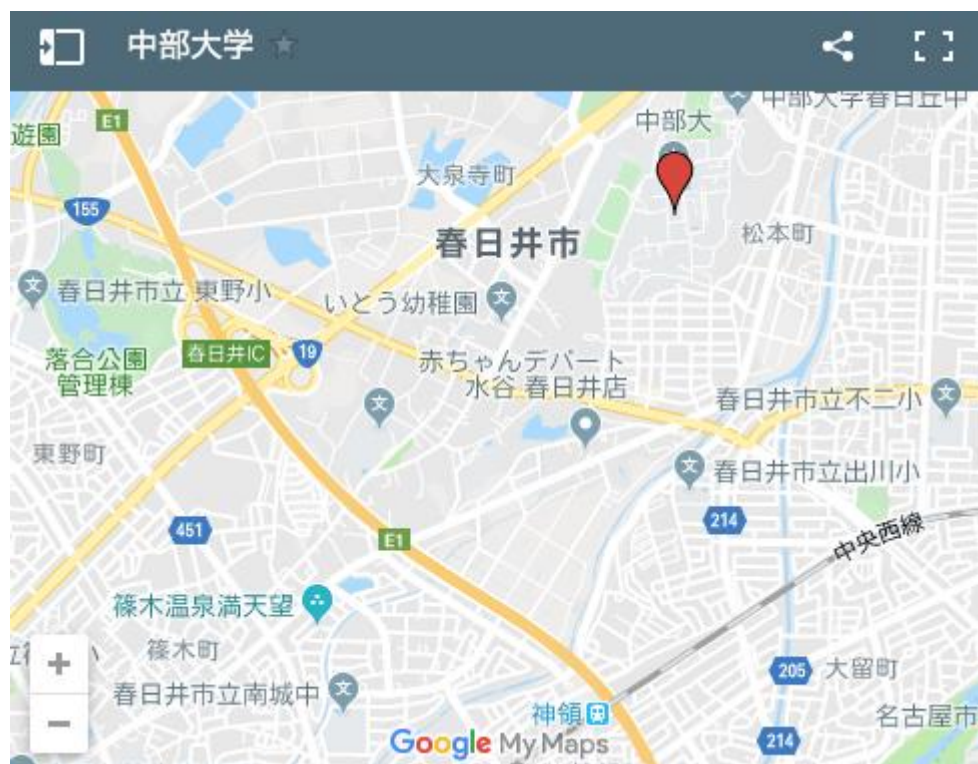 中部大学
遊園
E1
中部大
中部大学春日丘中
大泉寺町
155
春日井市
松本町
春日井市立 東野小
いとう幼稚園
文
落合公園
管理棟
春日井IC
19
赤ちゃんデパート
水谷 春日井店
文
春日井市立不二小
文
東野町
文
春日井市立出川小
451
E1
214
中央西線
篠木温泉満天望
篠木町
205
大留町
春日井市立南城中
文
神領
名古屋市
Google My Maps
214